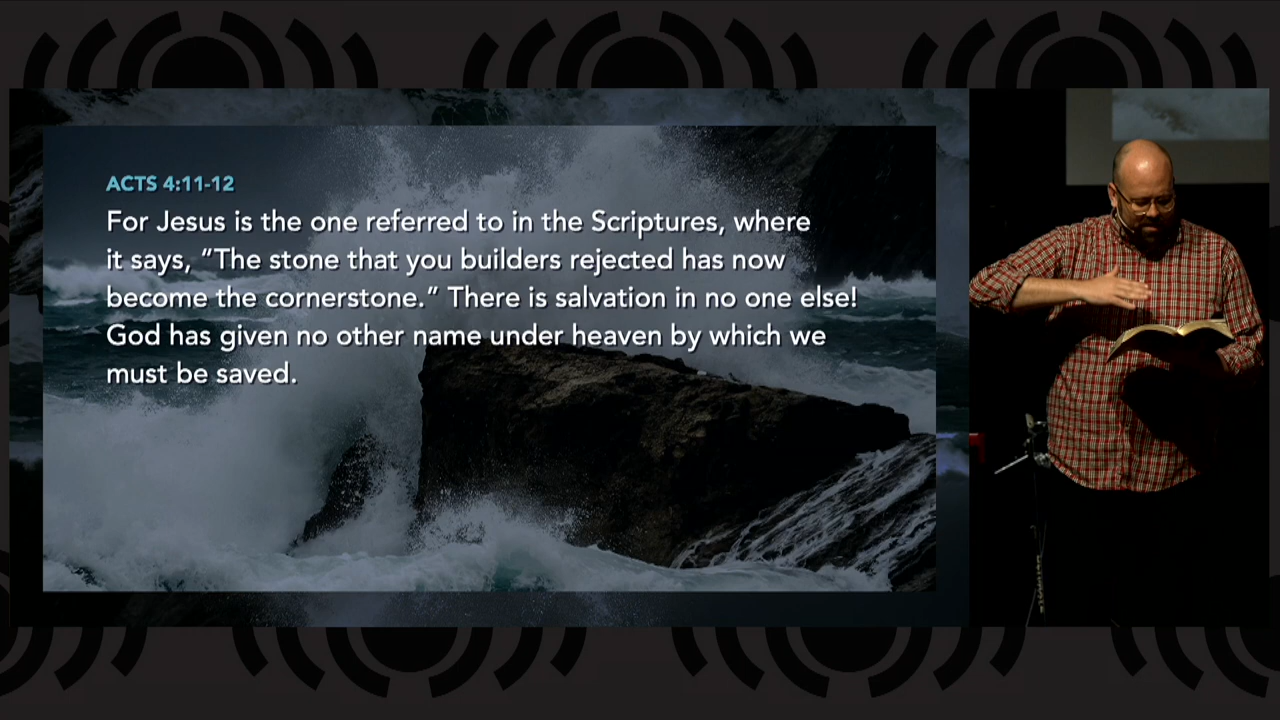 ACTS 4:11-12
For Jesus is the one referred to in the Scriptures, where
it says, “The stone that you builders rejected has now
become the cornerstone.” There is salvation in no one else!
God has given no other name under heaven by which we
must be saved.